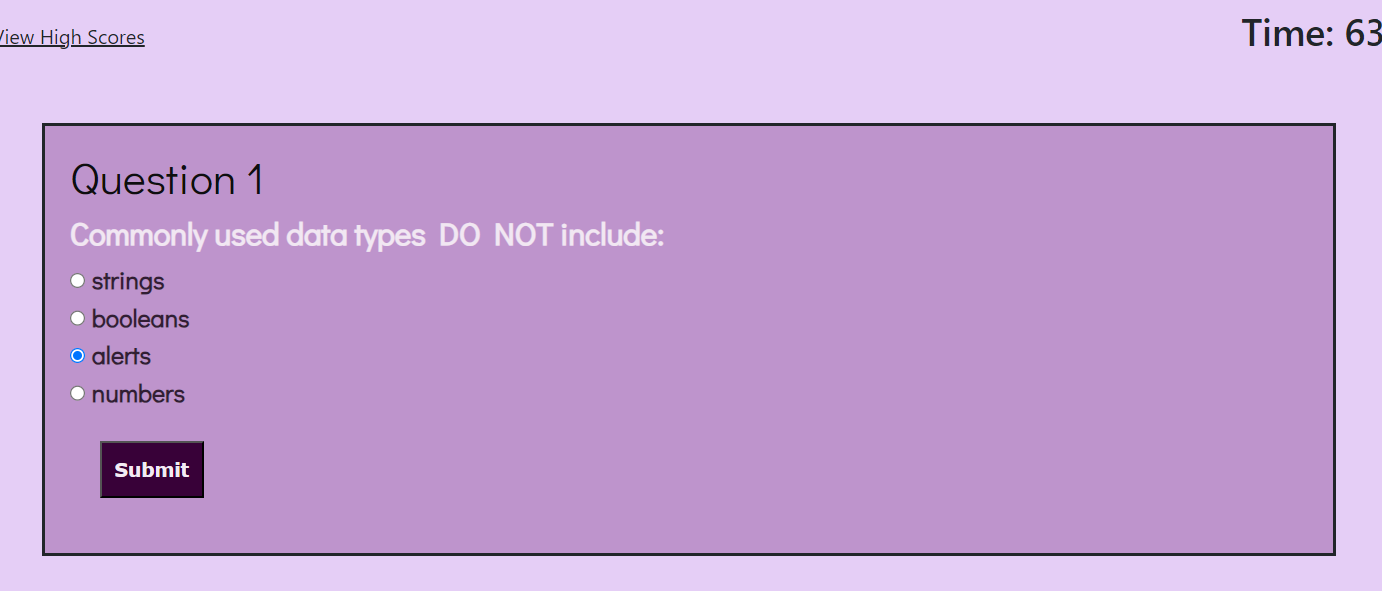 View High Scores
Time: 63
Question 1
Commonly used data types DO NOT include:
strings
booleans
alerts
numbers
Submit